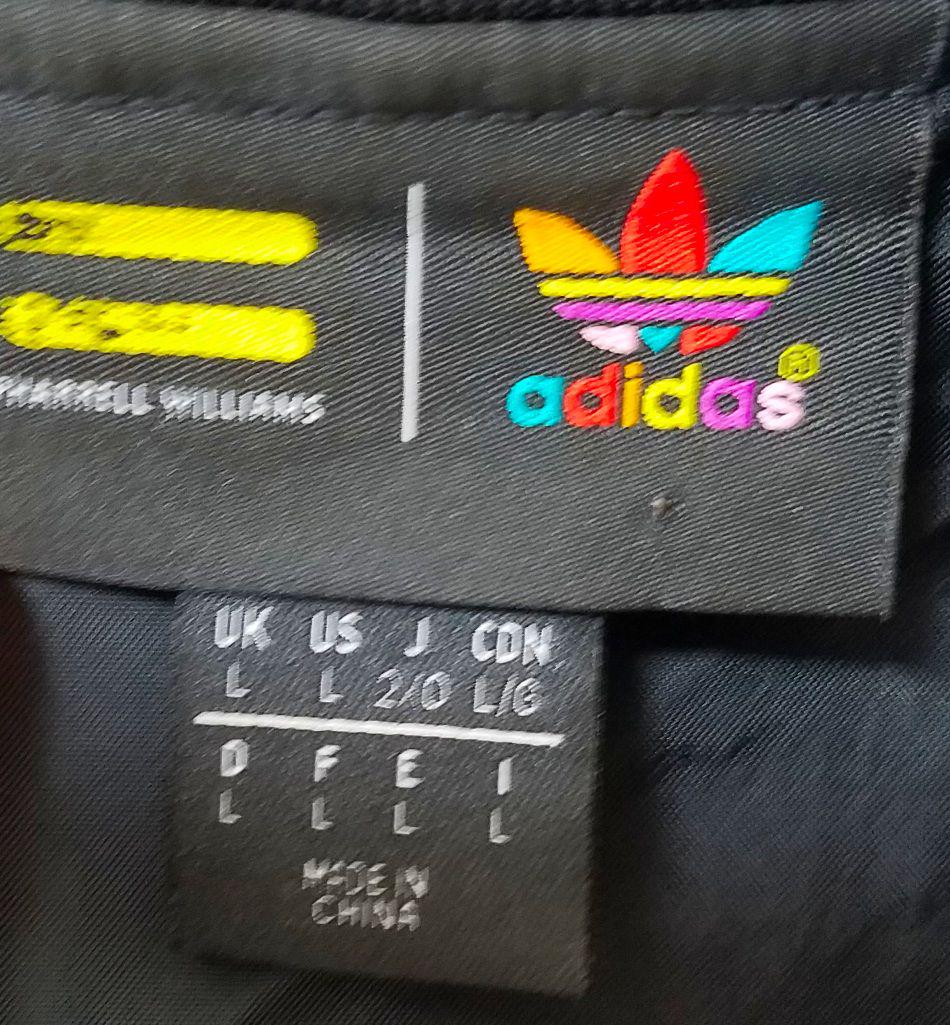 PHARRELL WILLIAMS
adidas
UK US J CDN
L L 2/O L/G
D F E I
L L L L
MADE IN
CHINA